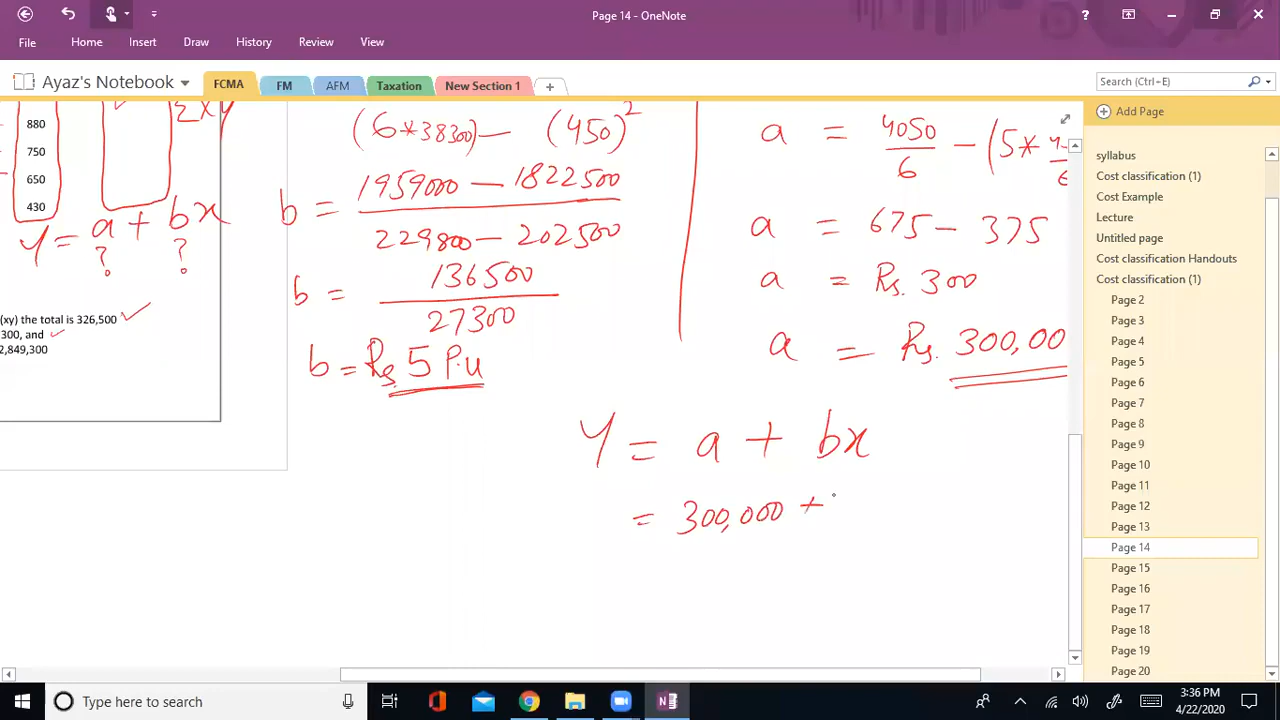 Page 14 - OneNote
?
File Home Insert Draw History Review View
Ayaz's Notebook FCMA FM AFM Taxation New Section 1 +
Search (Ctrl+E)
Add Page
syllabus
Cost classification (1)
Cost Example
Lecture
Untitled page
Cost classification Handouts
Cost classification (1)
Page 2
Page 3
Page 4
Page 5
Page 6
Page 7
Page 8
Page 9
Page 10
Page 11
Page 12
Page 13
Page 14
Page 15
Page 16
Page 17
Page 18
Page 19
Page 20
880
750
650
430
ΣXY
Y = a + bx
? ?
(xy) the total is 326,500
300, and
2,849,300
(6*38300) — (450)²
b = 1959000 — 1822500
229800 — 202500
b = 136500
27300
b = Rs. 5 P.u
a = 4050 — (5*
6
a = 675 — 375
a = Rs. 300
a = Rs. 300,00
Y = a + bx
= 300,000 +
Type here to search
3:36 PM
4/22/2020